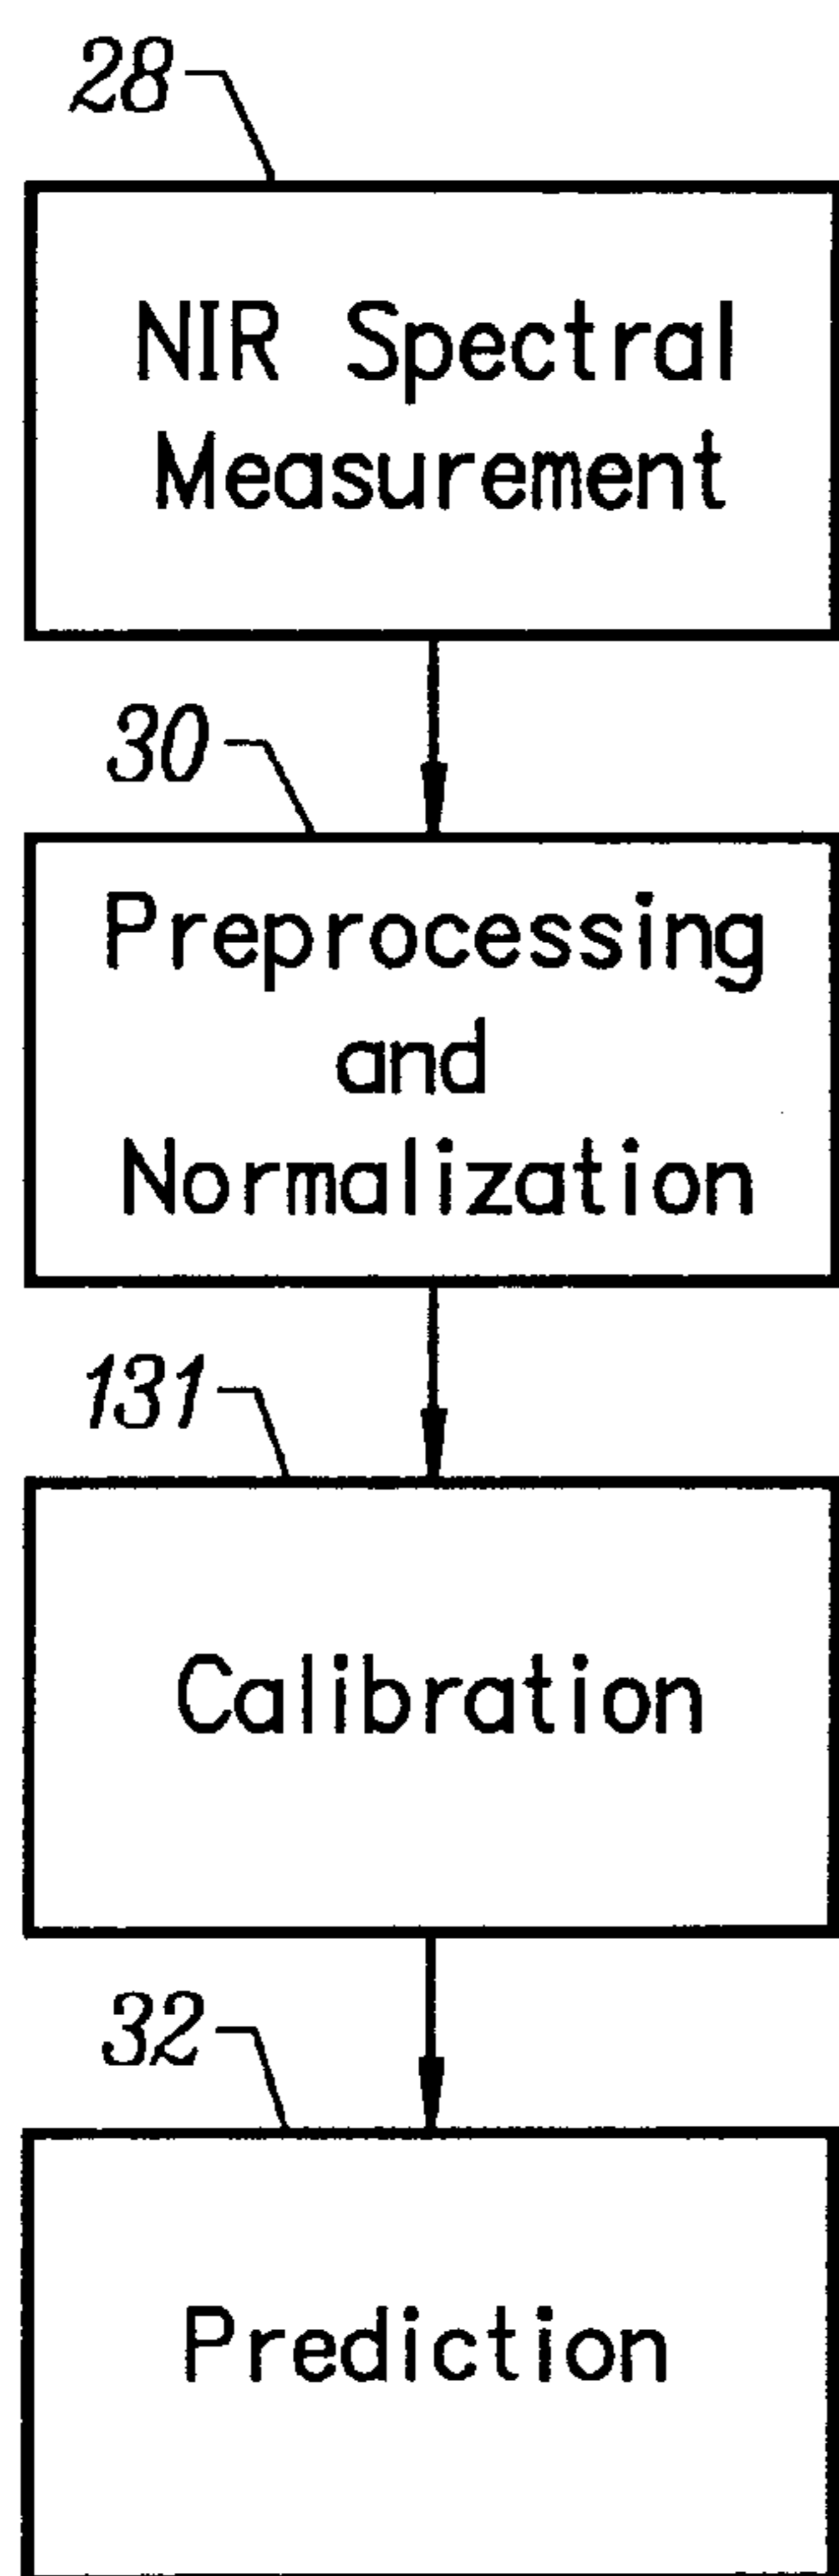 28
NIR Spectral
Measurement
30
Preprocessing
and
Normalization
131
Calibration
32
Prediction